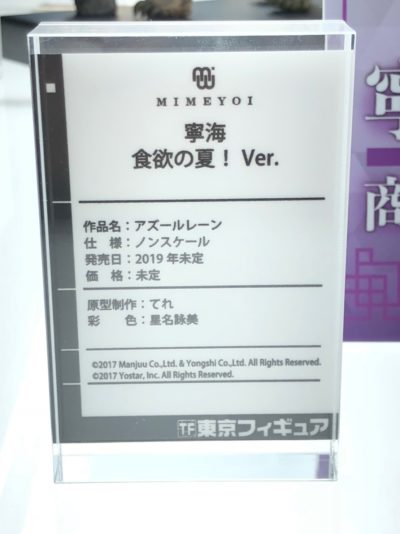 MIMEYOI
寧海
食欲の夏！ Ver.
作品名：アズールレーン
仕　様：ノンスケール
発売日：2019 年未定
価　格：未定
原型制作：てれ
彩　　色：星名詠美
©2017 Manjuu Co.,Ltd. & Yongshi Co.,Ltd. All Rights Reserved.
©2017 Yostar, Inc. All Rights Reserved.
TF 東京フィギュア
寧
商